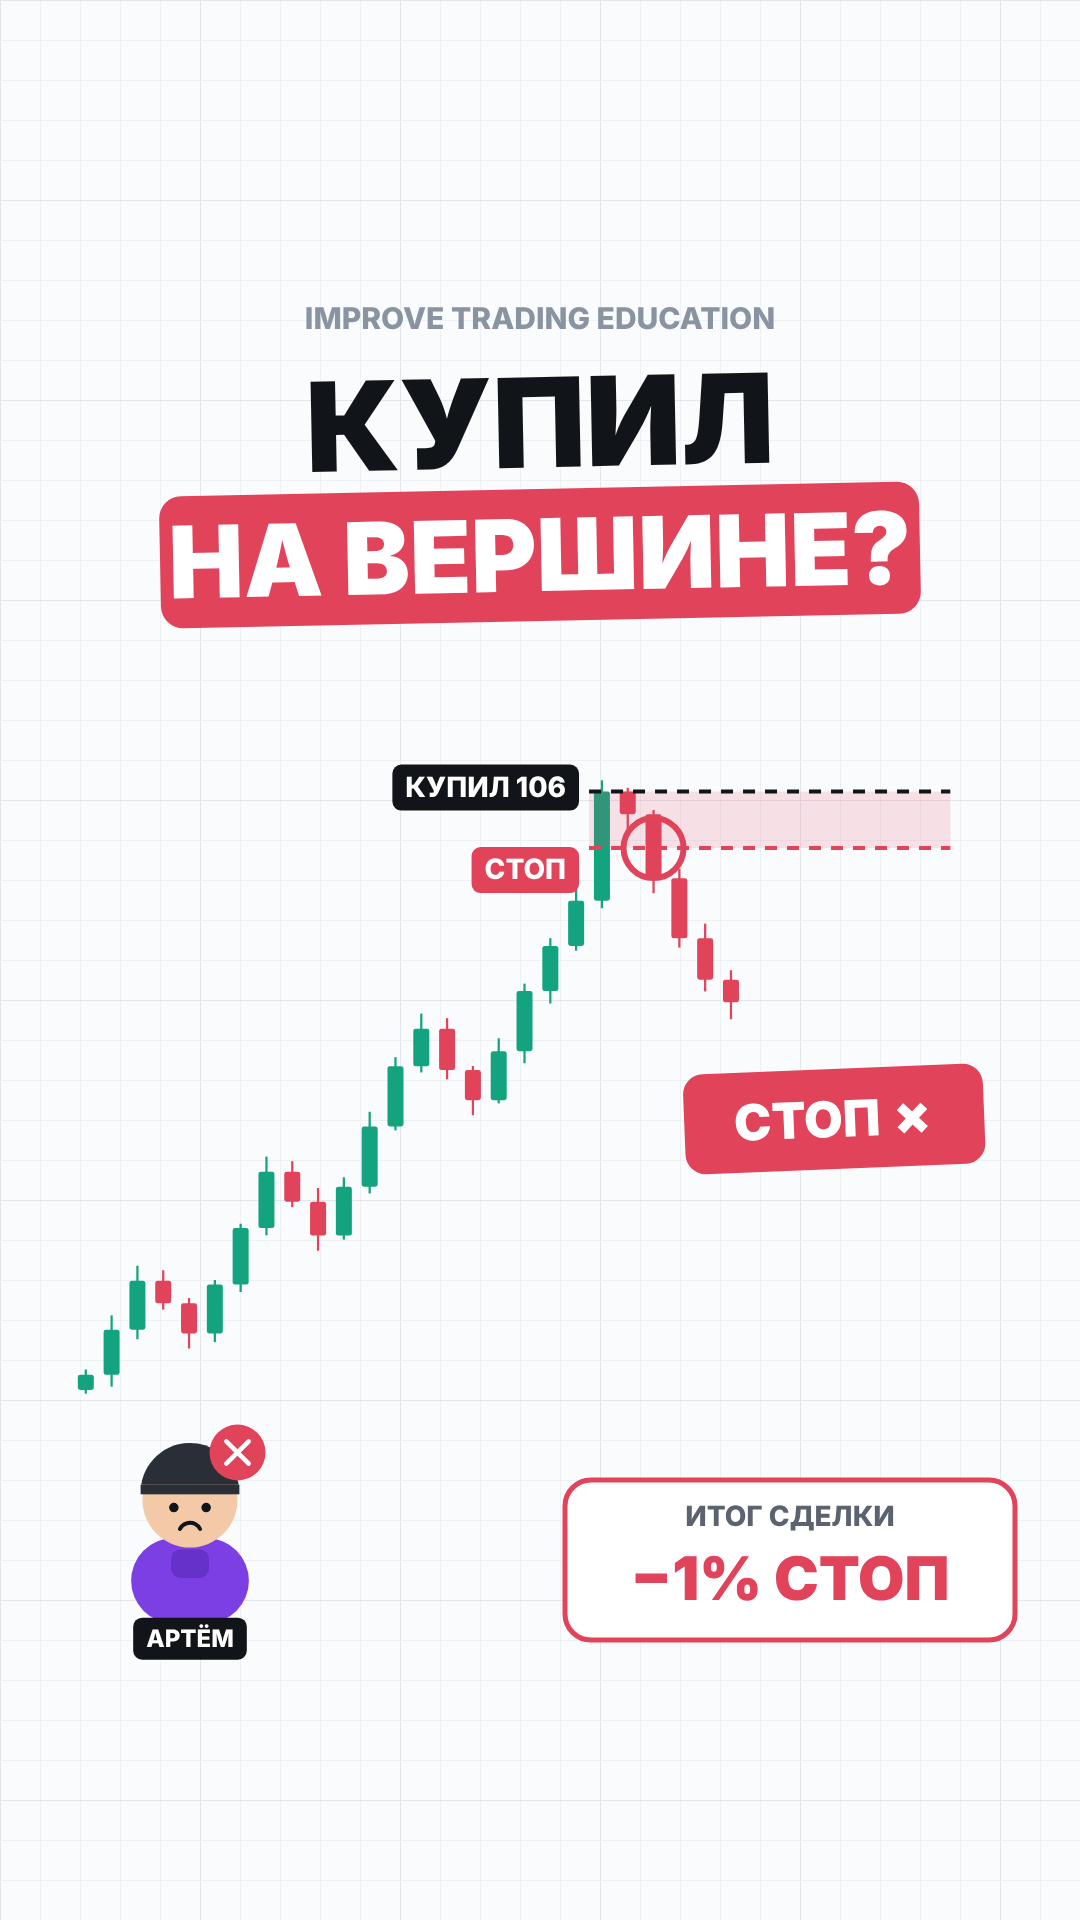 IMPROVE TRADING EDUCATION
КУПИЛ
НА ВЕРШИНЕ?
КУПИЛ 106
СТОП
СТОП ✖
ИТОГ СДЕЛКИ
−1% СТОП
АРТЁМ